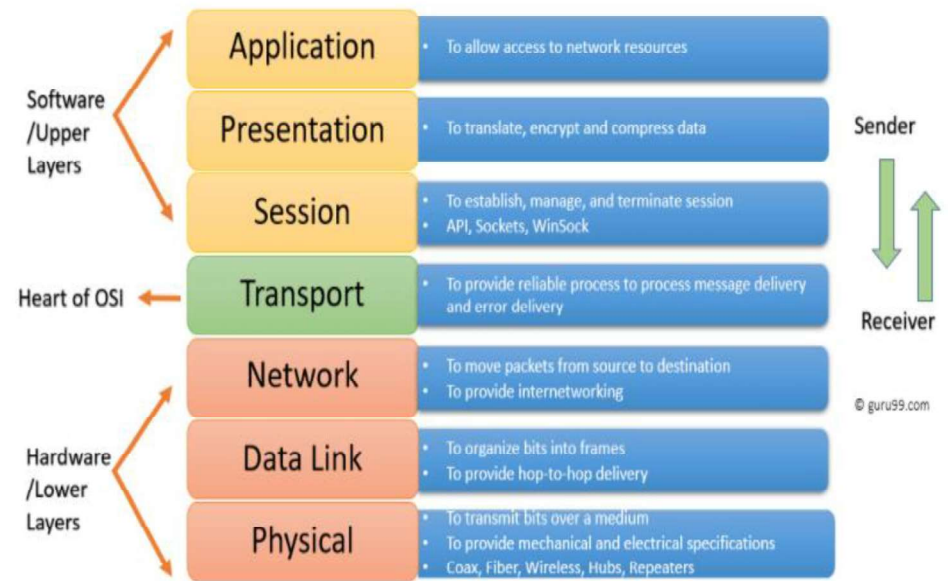 Application
• To allow access to network resources
Software
/Upper
Layers
Presentation
• To translate, encrypt and compress data
Sender
Session
• To establish, manage, and terminate session
• API, Sockets, WinSock
Heart of OSI
Transport
• To provide reliable process to process message delivery
and error delivery
Receiver
Network
• To move packets from source to destination
• To provide internetworking
© guru99.com
Hardware
/Lower
Layers
Data Link
• To organize bits into frames
• To provide hop-to-hop delivery
Physical
• To transmit bits over a medium
• To provide mechanical and electrical specifications
• Coax, Fiber, Wireless, Hubs, Repeaters